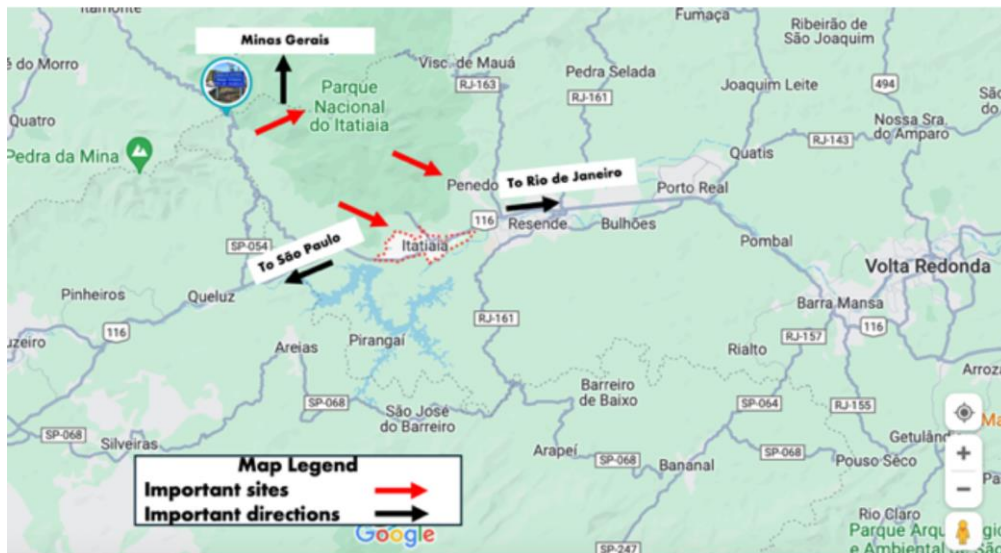 Itamonte
Fumaça
Ribeirão de
São Joaquim
Minas Gerais
é do Morro
Visc. de Mauá
RJ-163
Pedra Selada
RJ-161
Joaquim Leite
494
Parque
Nacional
do Itatiaia
Quatro
Nossa Sra.
do Amparo
RJ-143
Pedra da Mina
Quatis
Penedo
To Rio de Janeiro
Porto Real
116
Resende
Bulhões
Itatiaia
SP-054
To São Paulo
Pombal
Volta Redonda
Pinheiros
Queluz
Barra Mansa
116
116
RJ-161
RJ-157
Pirangaí
Areias
Rialto
Barreiro
de Baixo
SP-068
São José
do Barreiro
SP-064
RJ-155
SP-068
Silveiras
Arapeí
SP-068
Bananal
Pouso Sêco
Map Legend
Important sites
Important directions
Google
Rio Claro
SP-247